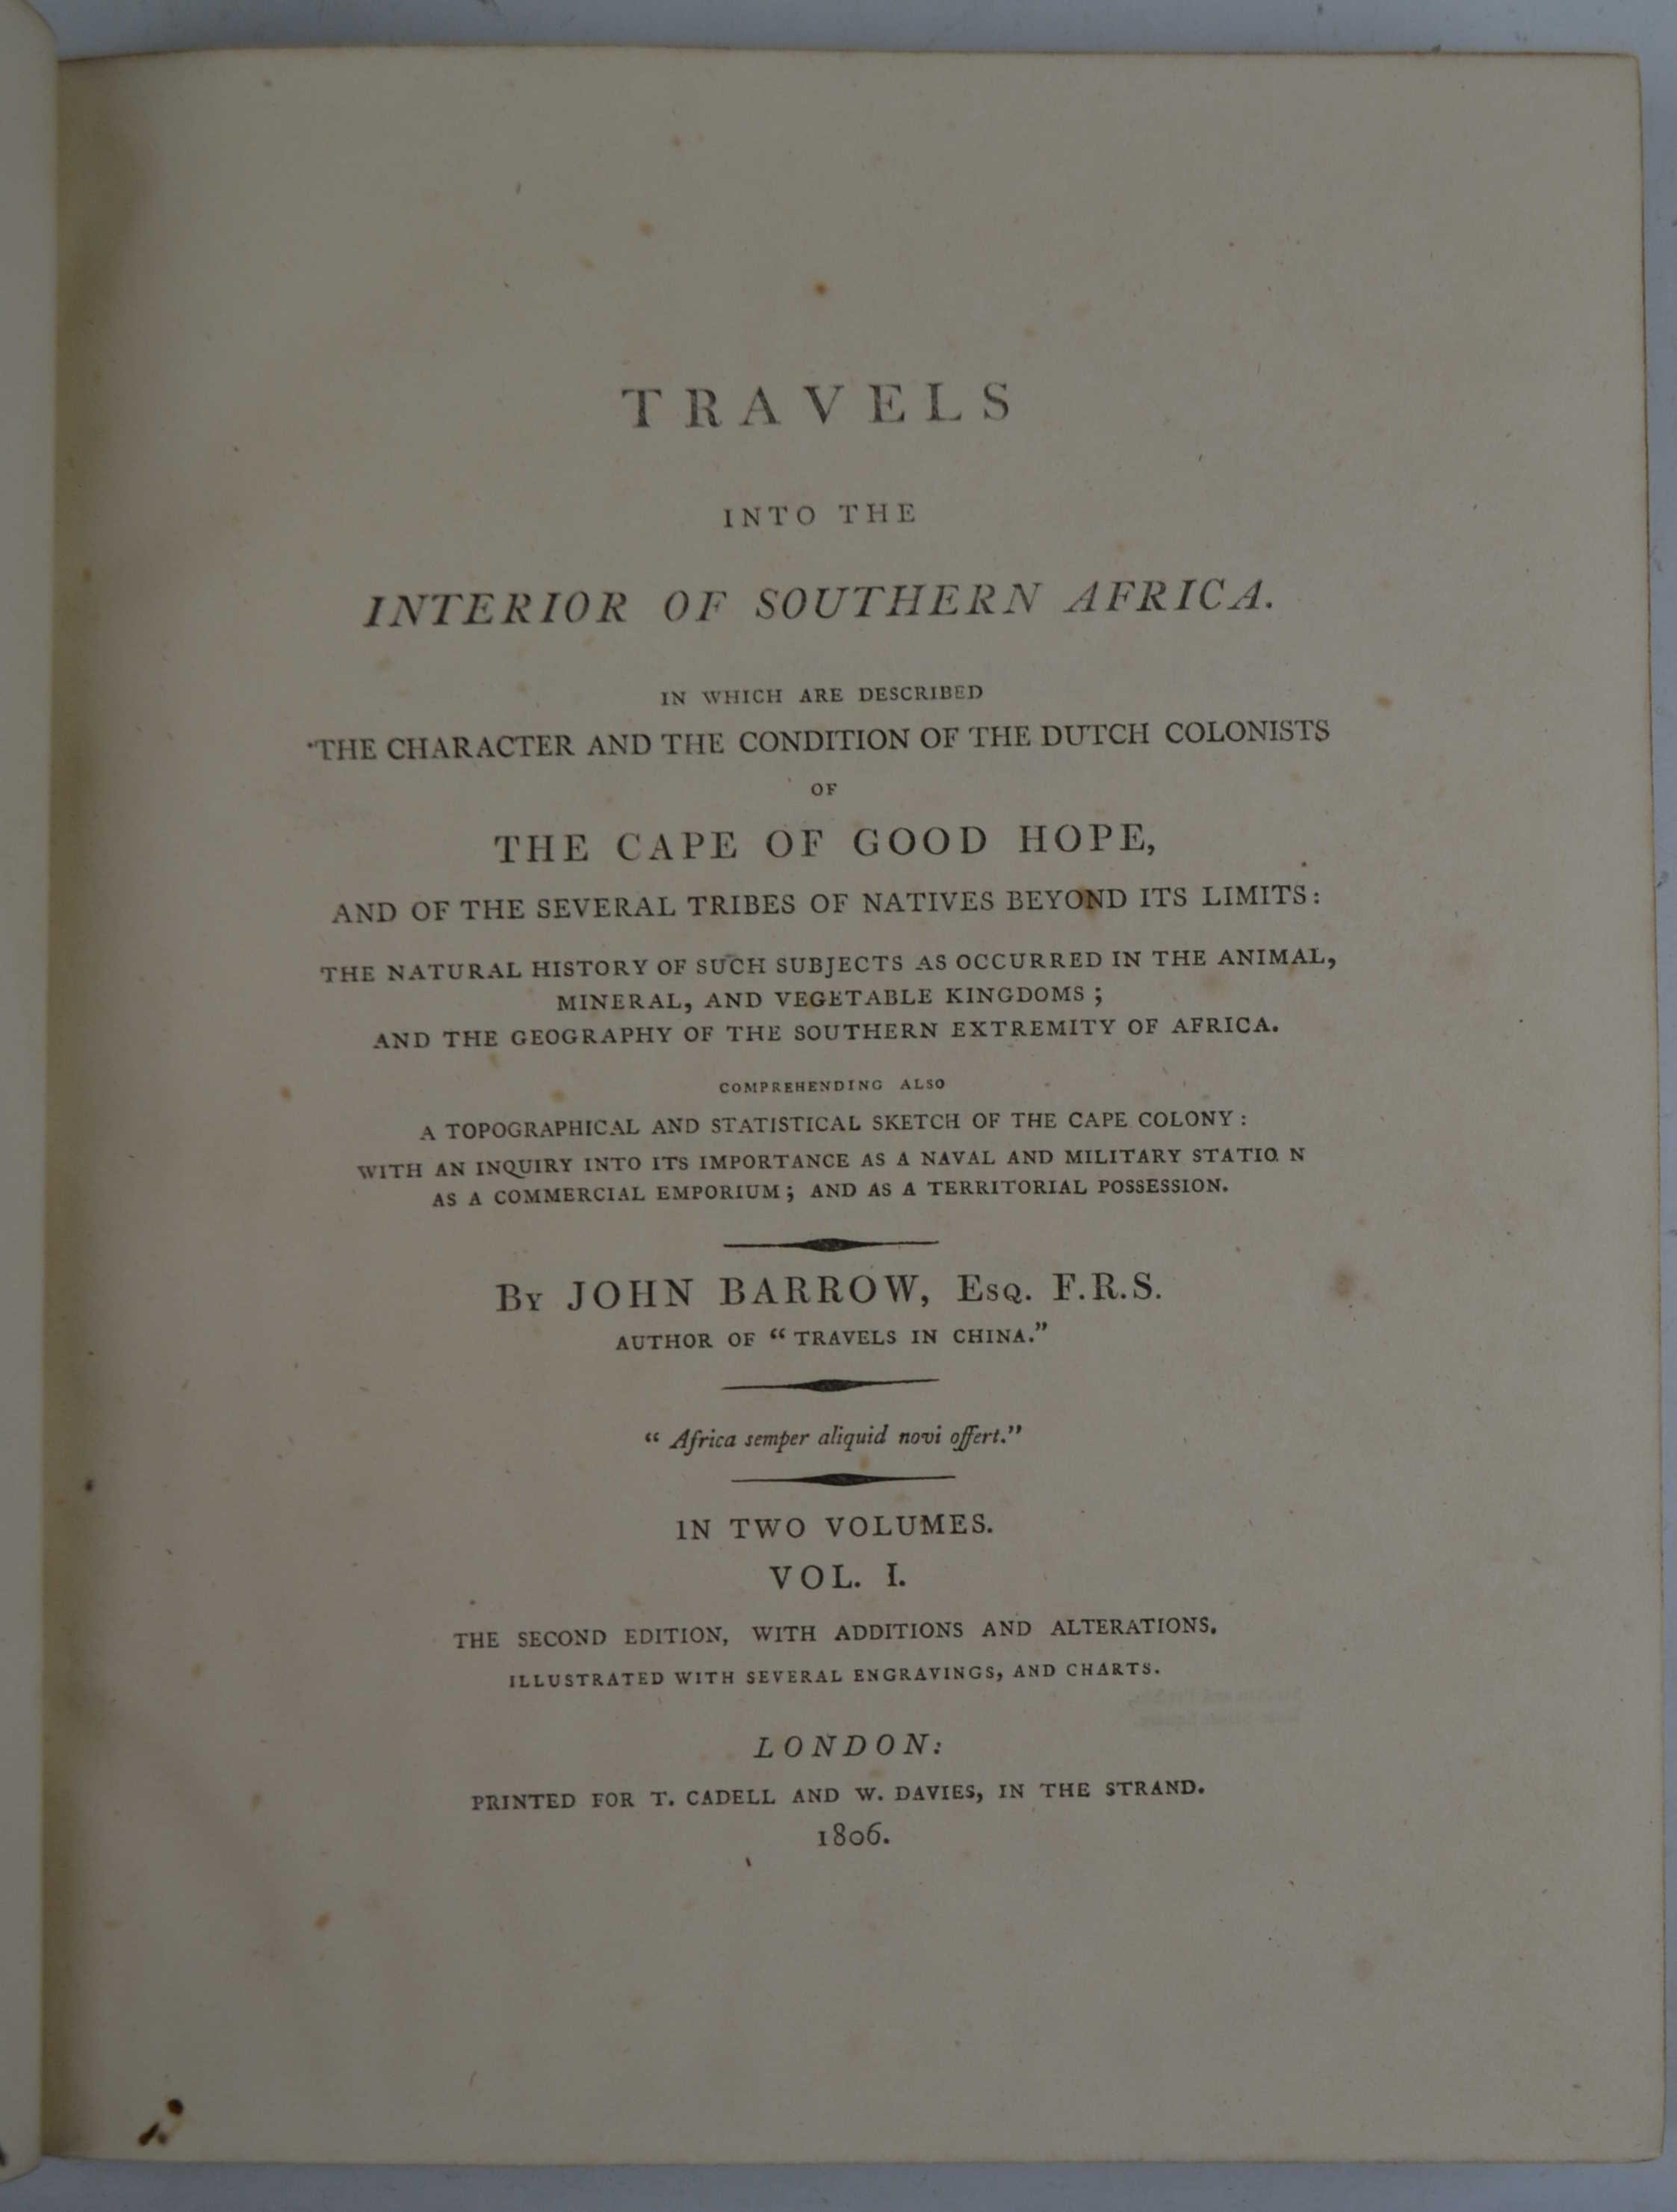 TRAVELS
INTO THE
INTERIOR OF SOUTHERN AFRICA.
IN WHICH ARE DESCRIBED
THE CHARACTER AND THE CONDITION OF THE DUTCH COLONISTS
OF
THE CAPE OF GOOD HOPE,
AND OF THE SEVERAL TRIBES OF NATIVES BEYOND ITS LIMITS:
THE NATURAL HISTORY OF SUCH SUBJECTS AS OCCURRED IN THE ANIMAL,
MINERAL, AND VEGETABLE KINGDOMS;
AND THE GEOGRAPHY OF THE SOUTHERN EXTREMITY OF AFRICA.
COMPREHENDING ALSO
A TOPOGRAPHICAL AND STATISTICAL SKETCH OF THE CAPE COLONY:
WITH AN INQUIRY INTO ITS IMPORTANCE AS A NAVAL AND MILITARY STATIO N
AS A COMMERCIAL EMPORIUM; AND AS A TERRITORIAL POSSESSION.
BY JOHN BARROW, ESQ. F.R.S.
AUTHOR OF "TRAVELS IN CHINA."
"Africa semper aliquid novi offert."
IN TWO VOLUMES.
VOL. I.
THE SECOND EDITION, WITH ADDITIONS AND ALTERATIONS.
ILLUSTRATED WITH SEVERAL ENGRAVINGS, AND CHARTS.
LONDON:
PRINTED FOR T. CADELL AND W. DAVIES, IN THE STRAND.
1806.